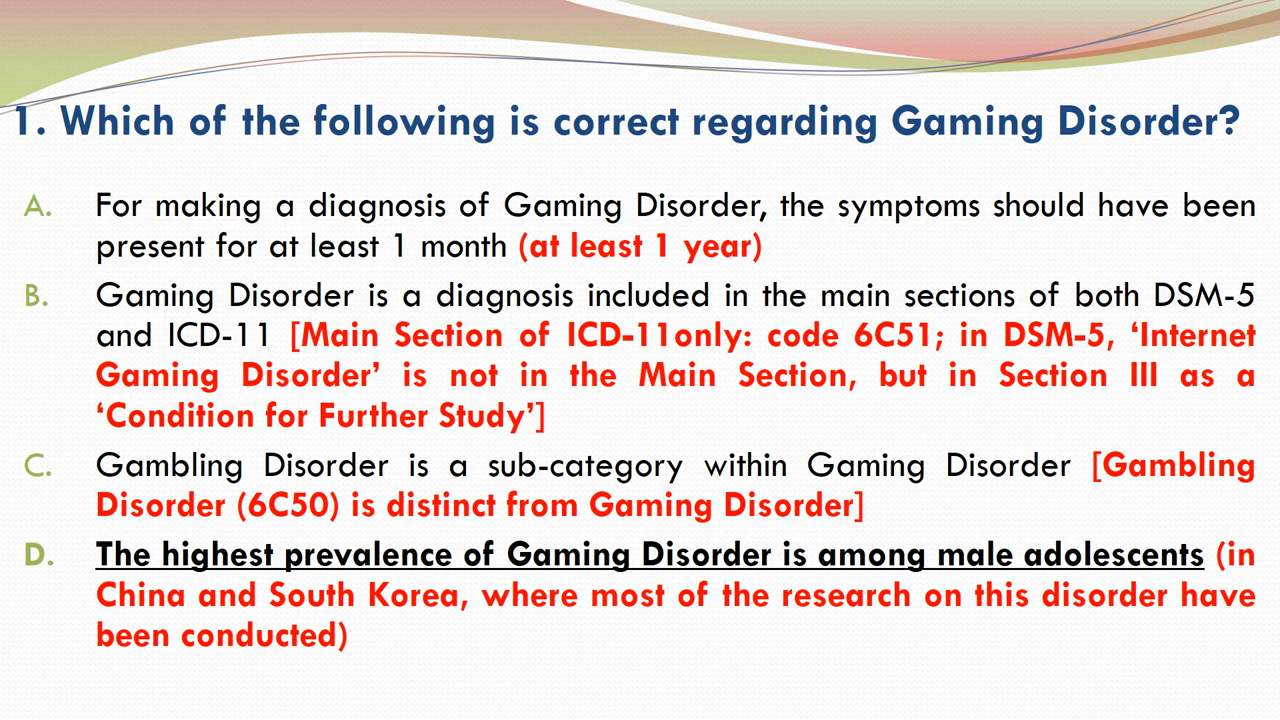 1. Which of the following is correct regarding Gaming Disorder?
A. For making a diagnosis of Gaming Disorder, the symptoms should have been
present for at least 1 month (at least 1 year)
B. Gaming Disorder is a diagnosis included in the main sections of both DSM-5
and ICD-11 [Main Section of ICD-11only: code 6C51; in DSM-5, ‘Internet
Gaming Disorder’ is not in the Main Section, but in Section III as a
‘Condition for Further Study’]
C. Gambling Disorder is a sub-category within Gaming Disorder [Gambling
Disorder (6C50) is distinct from Gaming Disorder]
D. The highest prevalence of Gaming Disorder is among male adolescents (in
China and South Korea, where most of the research on this disorder have
been conducted)